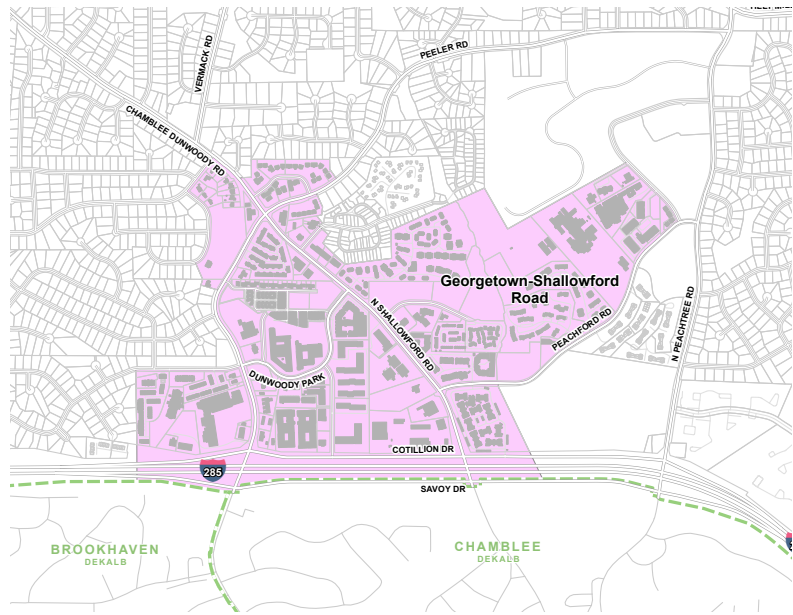 VERMACK RD
PEELER RD
CHAMBLEE DUNWOODY RD
Georgetown-Shallowford
Road
N SHALLOWFORD RD
PEACHFORD RD
N PEACHTREE RD
DUNWOODY PARK
COTILLION DR
285
SAVOY DR
BROOKHAVEN
DEKALB
CHAMBLEE
DEKALB